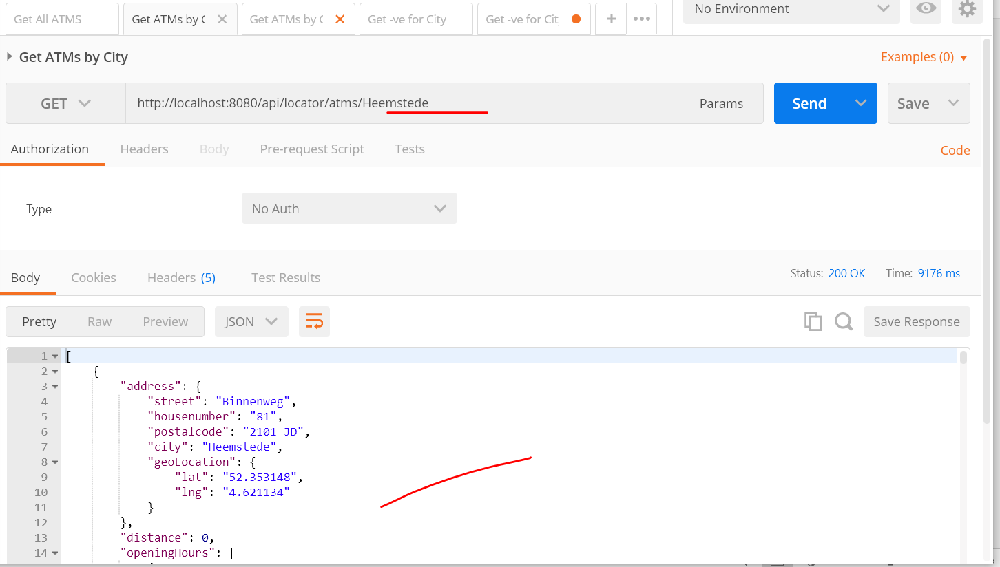 Get All ATMS
Get ATMs by C
Get ATMs by C
Get -ve for City
Get -ve for Cit
No Environment
Get ATMs by City
Examples (0)
GET
http://localhost:8080/api/locator/atms/Heemstede
Params
Send
Save
Authorization
Headers
Body
Pre-request Script
Tests
Code
Type
No Auth
Body
Cookies
Headers (5)
Test Results
Status: 200 OK
Time: 9176 ms
Pretty
Raw
Preview
JSON
Save Response
1 [
2 {
3 "address": {
4 "street": "Binnenweg",
5 "housenumber": "81",
6 "postalcode": "2101 JD",
7 "city": "Heemstede",
8 "geoLocation": {
9 "lat": "52.353148",
10 "lng": "4.621134"
11 }
12 },
13 "distance": 0,
14 "openingHours": [